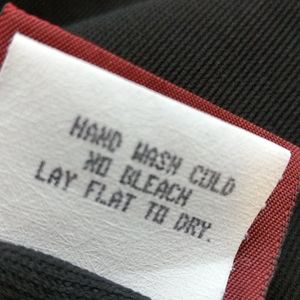 HAND WASH COLD
NO BLEACH
LAY FLAT TO DRY.